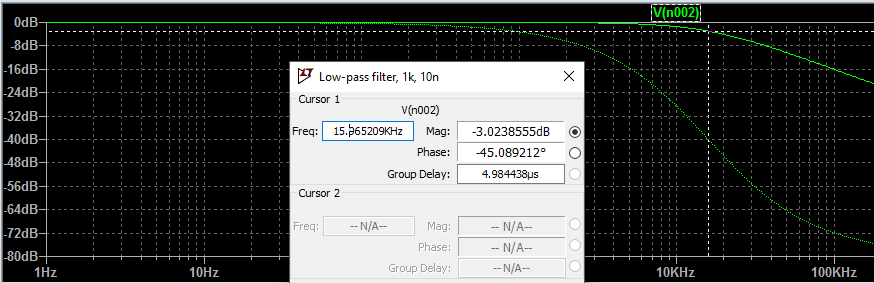 V(n002)
0dB
-8dB
-16dB
-24dB
-32dB
-40dB
-48dB
-56dB
-64dB
-72dB
-80dB
1Hz 10Hz 10KHz 100KHz
Low-pass filter, 1k, 10n
Cursor 1
V(n002)
Freq: 15.965209KHz Mag: -3.0238555dB
Phase: -45.089212°
Group Delay: 4.984438µs
Cursor 2
Freq: -- N/A-- Mag: -- N/A--
Phase: -- N/A--
Group Delay: -- N/A--